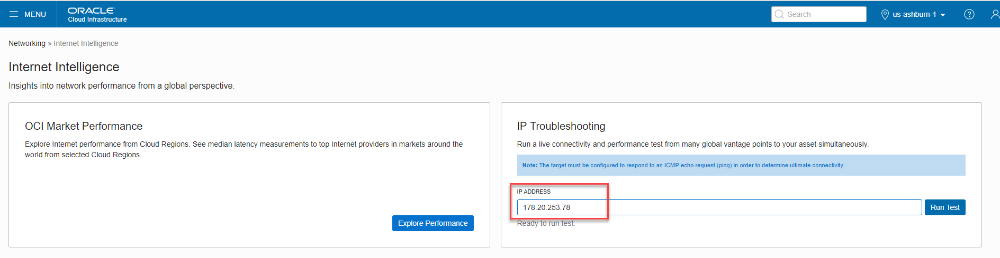 MENU
ORACLE
Cloud Infrastructure
Search
us-ashburn-1
Networking » Internet Intelligence
Internet Intelligence
Insights into network performance from a global perspective.
OCI Market Performance
Explore Internet performance from Cloud Regions. See median latency measurements to top Internet providers in markets around the
world from selected Cloud Regions.
Explore Performance
IP Troubleshooting
Run a live connectivity and performance test from many global vantage points to your asset simultaneously.
Note: The target must be configured to respond to an ICMP echo request (ping) in order to determine ultimate connectivity.
IP ADDRESS
178.20.253.78
Run Test
Ready to run test.